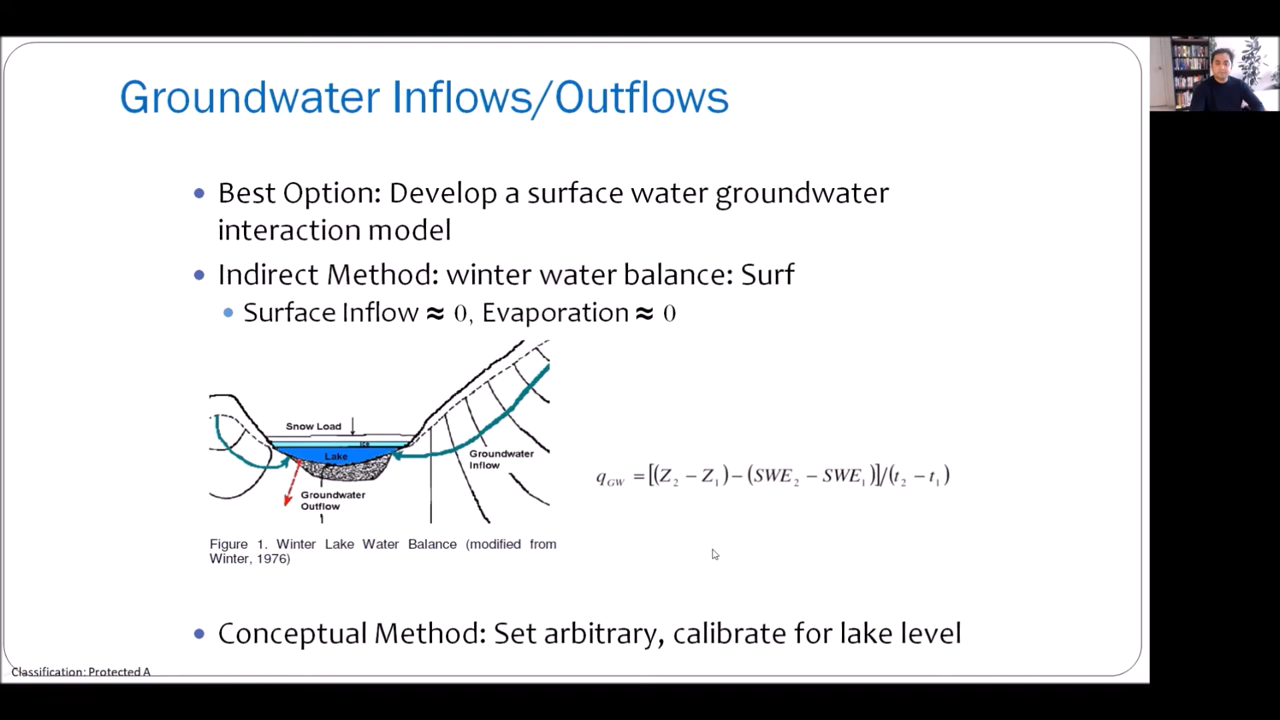 Groundwater Inflows/Outflows
• Best Option: Develop a surface water groundwater
interaction model
• Indirect Method: winter water balance: Surf
• Surface Inflow ≈ 0, Evaporation ≈ 0
Snow Load
Ice
Lake
Groundwater
Inflow
Groundwater
Outflow
q_GW = [(Z_2 − Z_1) − (SWE_2 − SWE_1)]/(t_2 − t_1)
Figure 1. Winter Lake Water Balance (modified from
Winter, 1976)
• Conceptual Method: Set arbitrary, calibrate for lake level
Classification: Protected A